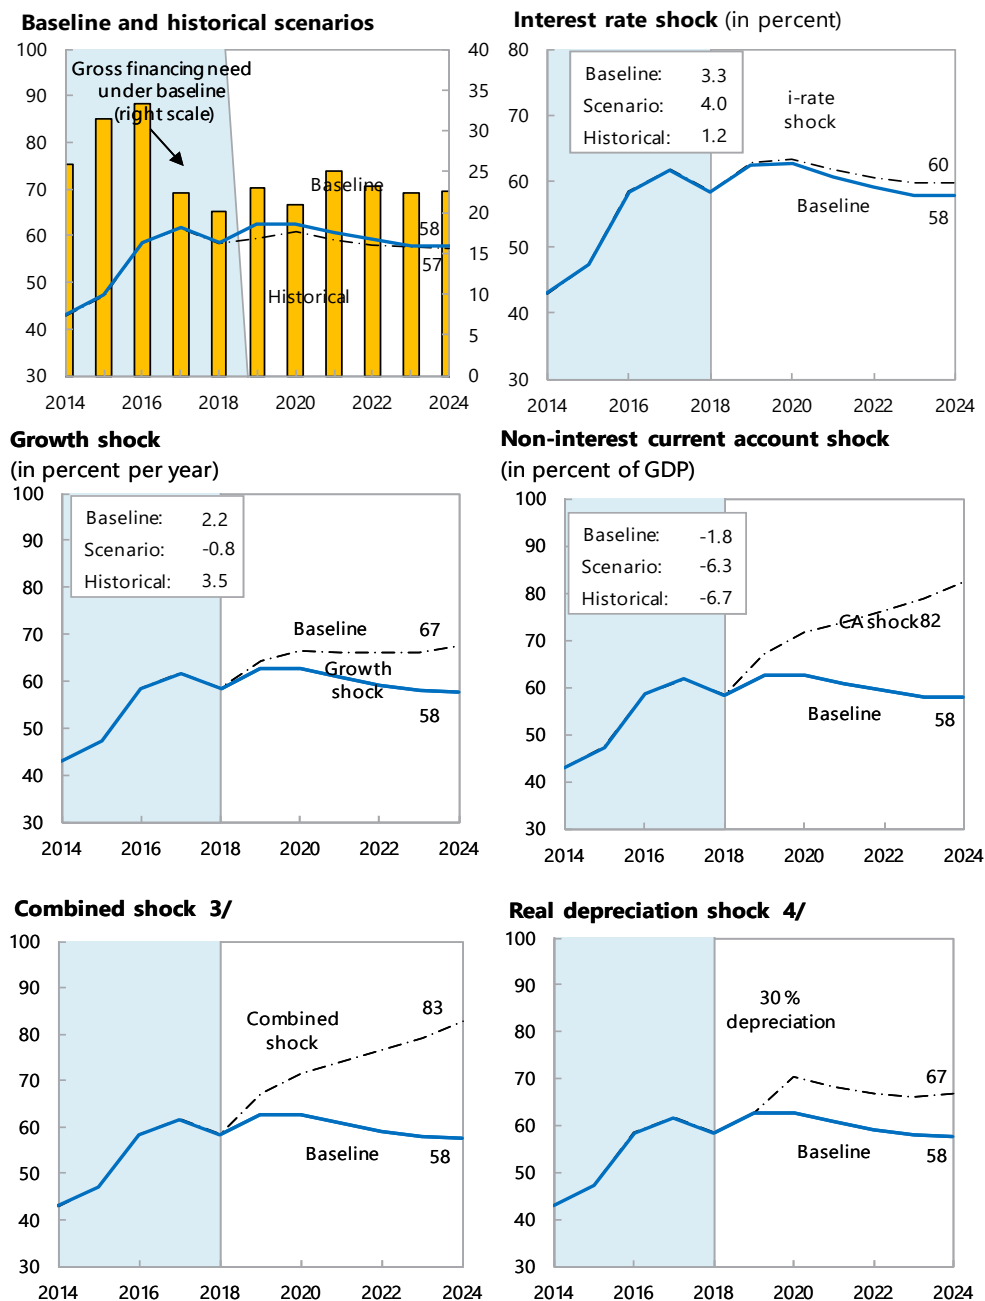 Baseline and historical scenarios
100
90
80
70
60
50
40
30
40
35
30
25
20
15
10
5
0
Gross financing need
under baseline
(right scale)
Baseline
58
57
Historical
2014 2016 2018 2020 2022 2024
Interest rate shock (in percent)
80
70
60
50
40
30
Baseline: 3.3
Scenario: 4.0
Historical: 1.2
i-rate
shock
60
Baseline
58
2014 2016 2018 2020 2022 2024
Growth shock
(in percent per year)
100
90
80
70
60
50
40
30
Baseline: 2.2
Scenario: -0.8
Historical: 3.5
Baseline
67
Growth
shock
58
2014 2016 2018 2020 2022 2024
Non-interest current account shock
(in percent of GDP)
100
90
80
70
60
50
40
30
Baseline: -1.8
Scenario: -6.3
Historical: -6.7
CA shock 82
Baseline
58
2014 2016 2018 2020 2022 2024
Combined shock 3/
100
90
80
70
60
50
40
30
Combined
shock
83
Baseline
58
2014 2016 2018 2020 2022 2024
Real depreciation shock 4/
100
90
80
70
60
50
40
30
30 %
depreciation
67
Baseline
58
2014 2016 2018 2020 2022 2024